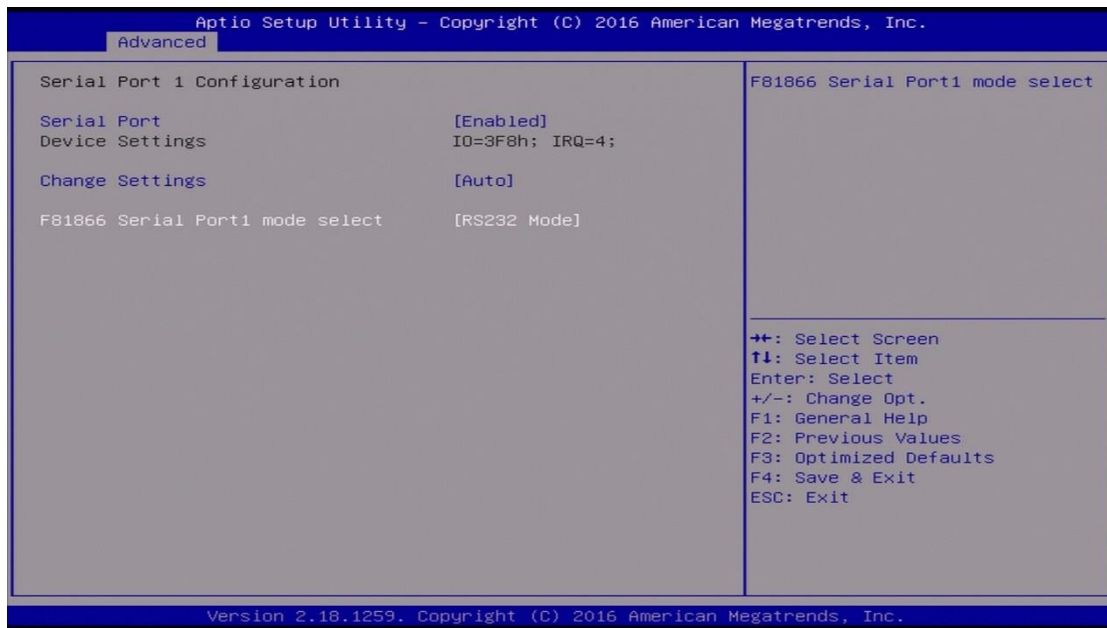 Aptio Setup Utility – Copyright (C) 2016 American Megatrends, Inc.
Advanced
Serial Port 1 Configuration
Serial Port [Enabled]
Device Settings IO=3F8h; IRQ=4;
Change Settings [Auto]
F81866 Serial Port1 mode select [RS232 Mode]
F81866 Serial Port1 mode select
→←: Select Screen
↑↓: Select Item
Enter: Select
+/-: Change Opt.
F1: General Help
F2: Previous Values
F3: Optimized Defaults
F4: Save & Exit
ESC: Exit
Version 2.18.1259. Copyright (C) 2016 American Megatrends, Inc.